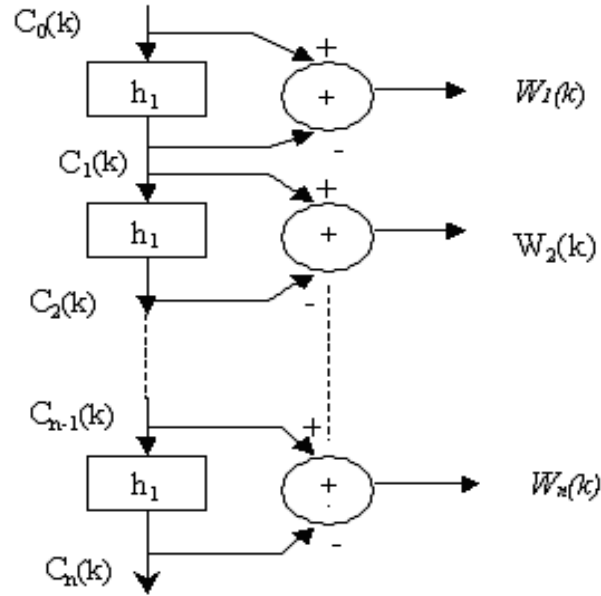 C₀(k)
+
h₁
+
W₁(k)
-
C₁(k)
+
h₁
+
W₂(k)
C₂(k)
-
Cₙ₋₁(k)
+
h₁
+
Wₙ(k)
-
Cₙ(k)